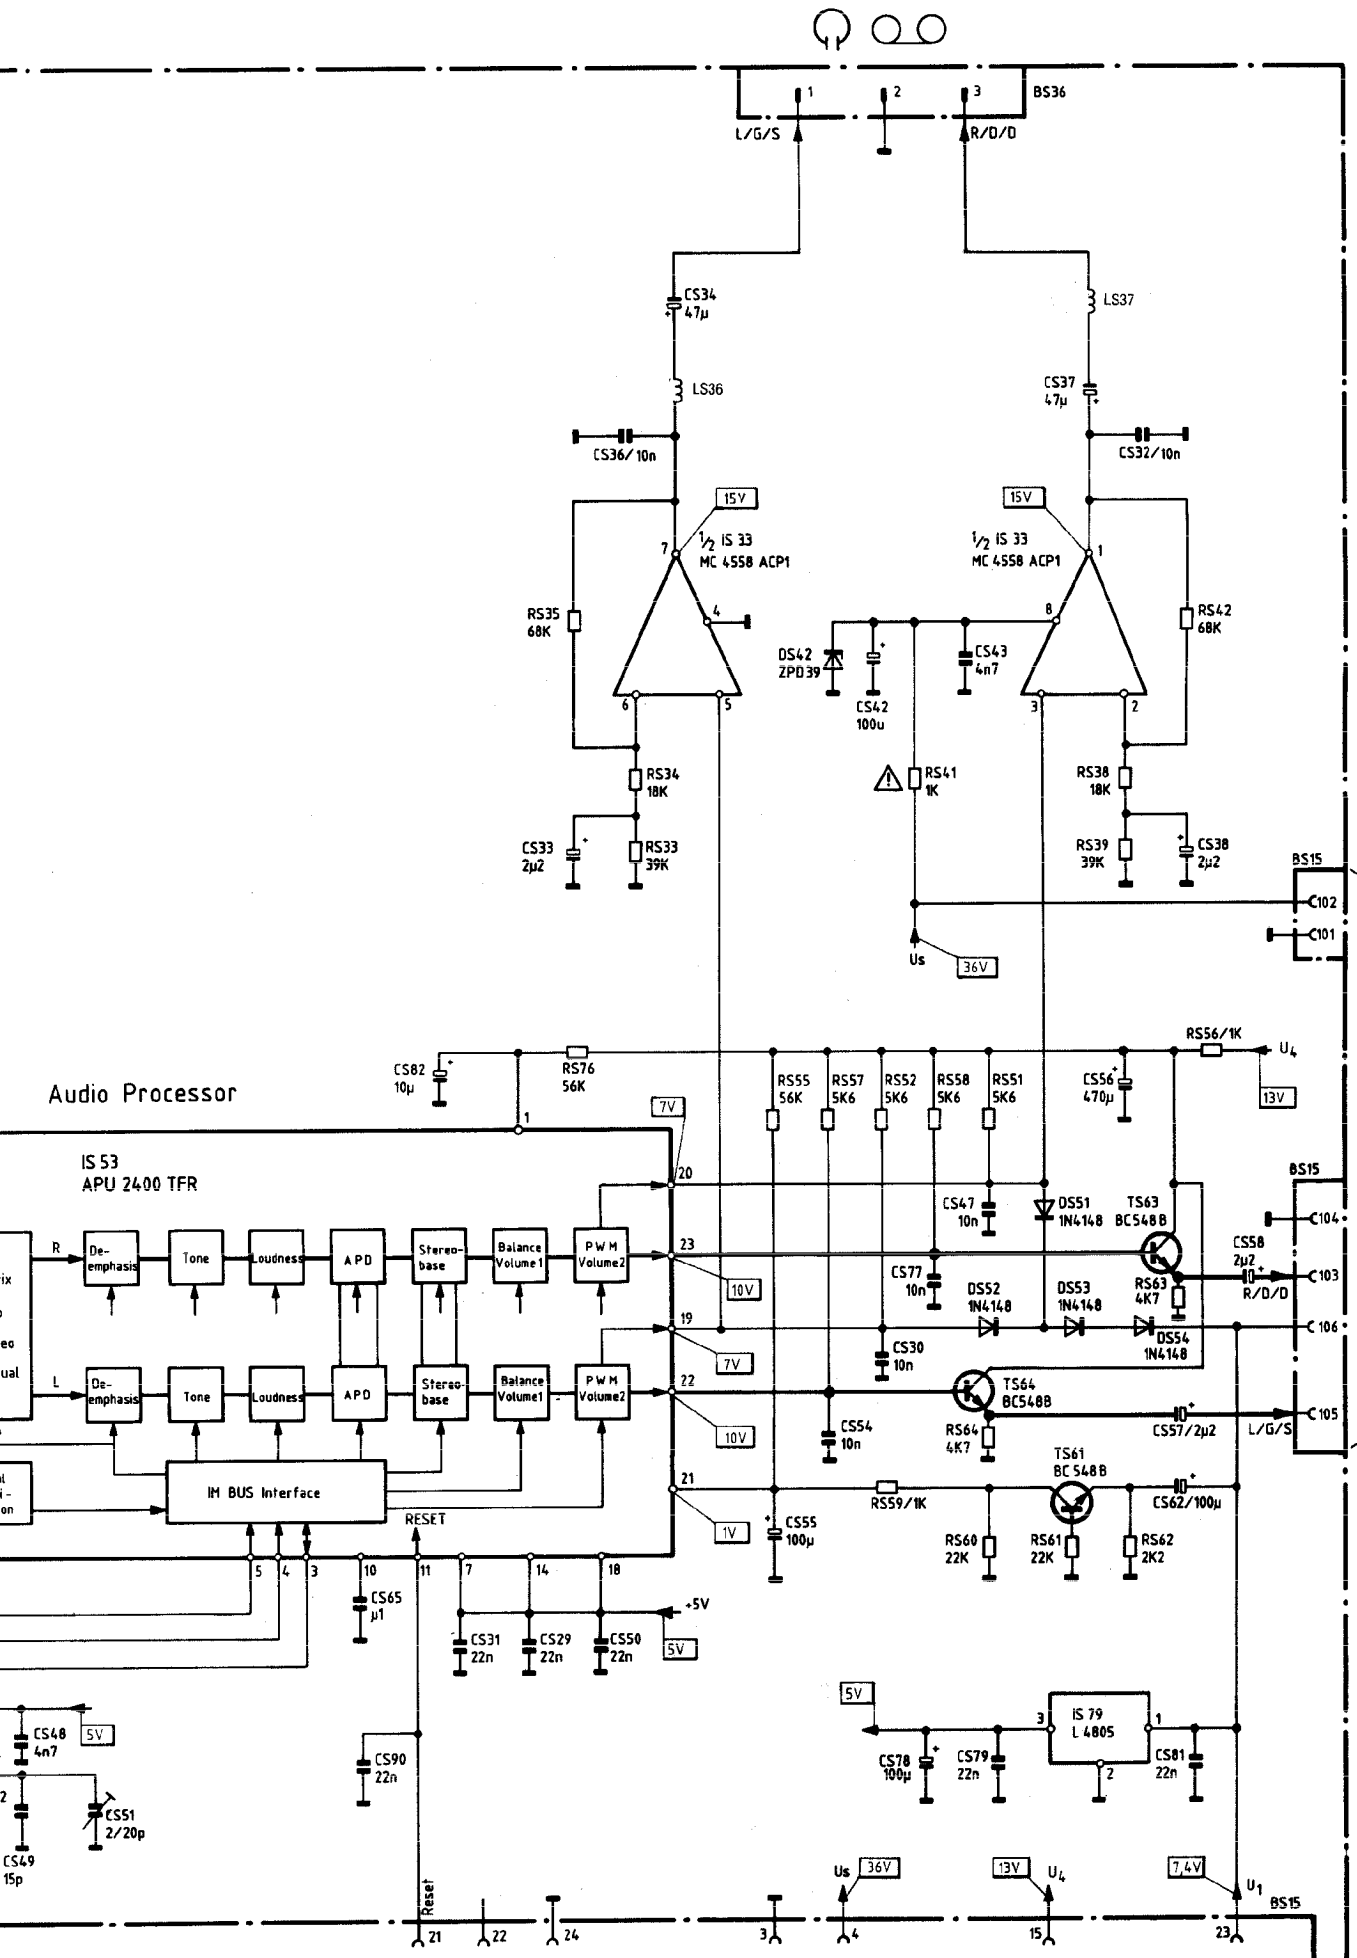 1
2
3
BS36
L/G/S
R/D/D
CS34
47µ
LS37
LS36
CS37
47µ
CS36/10n
CS32/10n
15V
15V
7
1/2 IS 33
MC 4558 ACP1
1/2 IS 33
MC 4558 ACP1
1
RS35
68K
4
8
RS42
68K
DS42
ZPD39
CS43
4n7
CS42
100u
6
5
3
2
RS34
18K
RS41
1K
RS38
18K
CS33
2µ2
RS33
39K
RS39
39K
CS38
2µ2
BS15
102
101
Us
36V
RS56/1K
U4
13V
CS82
10µ
RS76
56K
RS55
56K
RS57
5K6
RS52
5K6
RS58
5K6
RS51
5K6
CS56
470µ
Audio Processor
1
7V
IS 53
APU 2400 TFR
20
CS47
10n
DS51
1N4148
TS63
BC548B
BS15
104
R
De-
emphasis
Tone
Loudness
APD
Stereo-
base
Balance
Volume1
PWM
Volume2
23
10V
CS77
10n
DS52
1N4148
DS53
1N4148
RS63
4K7
CS58
2µ2
R/D/D
103
rix
eo
ual
19
7V
CS30
10n
DS54
1N4148
106
L
De-
emphasis
Tone
Loudness
APD
Stereo-
base
Balance
Volume1
PWM
Volume2
22
10V
TS64
BC548B
CS54
10n
RS64
4K7
CS57/2µ2
L/G/S
105
l
i-
on
IM BUS Interface
RESET
21
1V
RS59/1K
TS61
BC 548B
CS62/100µ
CS55
100µ
RS60
22K
RS61
22K
RS62
2K2
5
4
3
10
11
7
14
18
CS65
µ1
+5V
5V
CS31
22n
CS29
22n
CS50
22n
5V
3
IS 79
L 4805
1
2
CS48
4n7
5V
CS90
22n
CS78
100µ
CS79
22n
CS81
22n
2
CS51
2/20p
CS49
15p
Us
36V
13V
U4
7,4V
U1
Reset
BS15
21
22
24
3
4
15
23